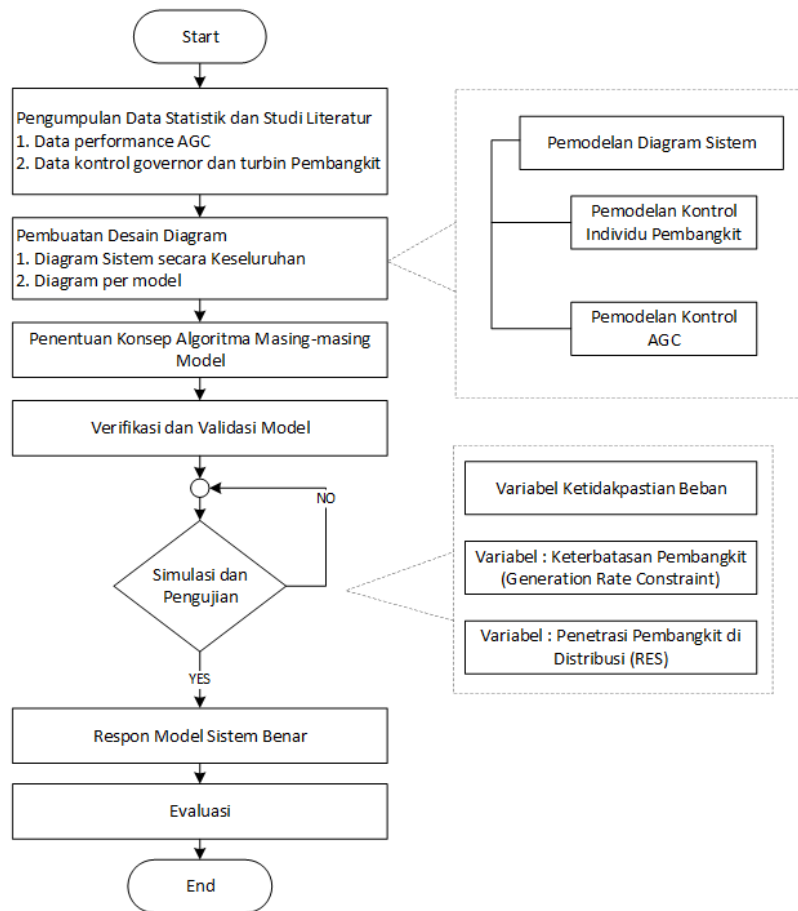 Start
Pengumpulan Data Statistik dan Studi Literatur
1. Data performance AGC
2. Data kontrol governor dan turbin Pembangkit
Pembuatan Desain Diagram
1. Diagram Sistem secara Keseluruhan
2. Diagram per model
Penentuan Konsep Algoritma Masing-masing
Model
Verifikasi dan Validasi Model
NO
Simulasi dan
Pengujian
YES
Respon Model Sistem Benar
Evaluasi
End
Pemodelan Diagram Sistem
Pemodelan Kontrol
Individu Pembangkit
Pemodelan Kontrol
AGC
Variabel Ketidakpastian Beban
Variabel : Keterbatasan Pembangkit
(Generation Rate Constraint)
Variabel : Penetrasi Pembangkit di
Distribusi (RES)